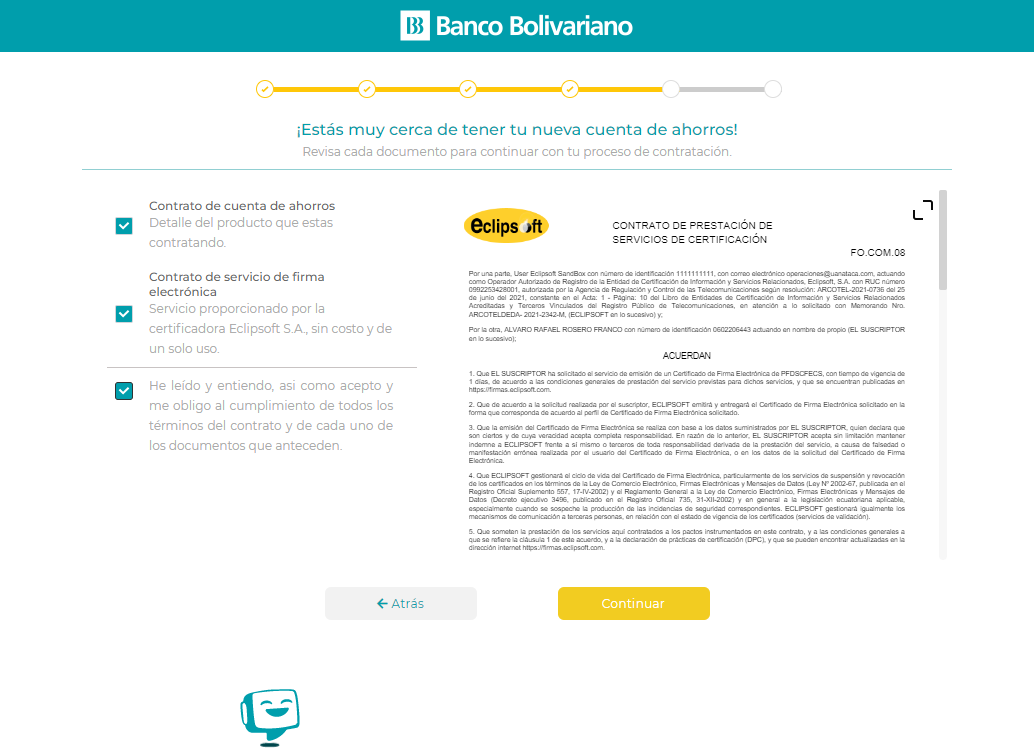 Banco Bolivariano
¡Estás muy cerca de tener tu nueva cuenta de ahorros!
Revisa cada documento para continuar con tu proceso de contratación.
Contrato de cuenta de ahorros
Detalle del producto que estas
contratando.
Contrato de servicio de firma
electrónica
Servicio proporcionado por la
certificadora Eclipsoft S.A., sin costo y de
un solo uso.
He leído y entiendo, asi como acepto y
me obligo al cumplimiento de todos los
términos del contrato y de cada uno de
los documentos que anteceden.
eclipsoft
CONTRATO DE PRESTACIÓN DE
SERVICIOS DE CERTIFICACIÓN
FO.COM.08
Por una parte, User Eclipsoft SandBox con número de identificación 1111111111, con correo electrónico operaciones@uanataca.com, actuando
como Operador Autorizado de Registro de la Entidad de Certificación de Información y Servicios Relacionados, Eclipsoft, S.A. con RUC número
0992253428001, autorizada por la Agencia de Regulación y Control de las Telecomunicaciones según resolución: ARCOTEL-2021-0736 del 25
de junio del 2021, constante en el Acta: 1 - Página: 10 del Libro de Entidades de Certificación de Información y Servicios Relacionados
Acreditadas y Terceros Vinculados del Registro Público de Telecomunicaciones, en atención a lo solicitado con Memorando Nro.
ARCOTELDEDA- 2021-2342-M, (ECLIPSOFT en lo sucesivo) y;
Por la otra, ALVARO RAFAEL ROSERO FRANCO con número de identificación 0602206443 actuando en nombre de propio (EL SUSCRIPTOR
en lo sucesivo);
ACUERDAN
1. Que EL SUSCRIPTOR ha solicitado el servicio de emisión de un Certificado de Firma Electrónica de PFDSCFECS, con tiempo de vigencia de
1 días, de acuerdo a las condiciones generales de prestación del servicio previstas para dichos servicios, y que se encuentran publicadas en
https://firmas.eclipsoft.com.
2. Que de acuerdo a la solicitud realizada por el suscriptor, ECLIPSOFT emitirá y entregará el Certificado de Firma Electrónica solicitado en la
forma que corresponda de acuerdo al perfil de Certificado de Firma Electrónica solicitado.
3. Que la emisión del Certificado de Firma Electrónica se realiza con base a los datos suministrados por EL SUSCRIPTOR, quien declara que
son ciertos y de cuya veracidad acepta completa responsabilidad. En razón de lo anterior, EL SUSCRIPTOR acepta sin limitación mantener
indemne a ECLIPSOFT frente a sí mismo o terceros de toda responsabilidad derivada de la prestación del servicio, a causa de falsedad o
manifestación errónea realizada por el usuario del Certificado de Firma Electrónica, o en los datos de la solicitud del Certificado de Firma
Electrónica.
4. Que ECLIPSOFT gestionará el ciclo de vida del Certificado de Firma Electrónica, particularmente de los servicios de suspensión y revocación
de los certificados en los términos de la Ley de Comercio Electrónico, Firmas Electrónicas y Mensajes de Datos (Ley Nº 2002-67, publicada en el
Registro Oficial Suplemento 557, 17-IV-2002) y el Reglamento General a la Ley de Comercio Electrónico, Firmas Electrónicas y Mensajes de
Datos (Decreto ejecutivo 3496, publicado en el Registro Oficial 735, 31-XII-2002) y en general a la legislación ecuatoriana aplicable,
especialmente cuando se sospeche la producción de las incidencias de seguridad correspondientes. ECLIPSOFT gestionará igualmente los
mecanismos de comunicación a terceras personas, en relación con el estado de vigencia de los certificados (servicios de validación).
5. Que someten la prestación de los servicios aquí contratados a los pactos instrumentados en este contrato, y a las condiciones generales a
que se refiere la cláusula 1 de este acuerdo, y a la declaración de prácticas de certificación (DPC), y que se pueden encontrar actualizadas en la
dirección internet https://firmas.eclipsoft.com.
Atrás
Continuar